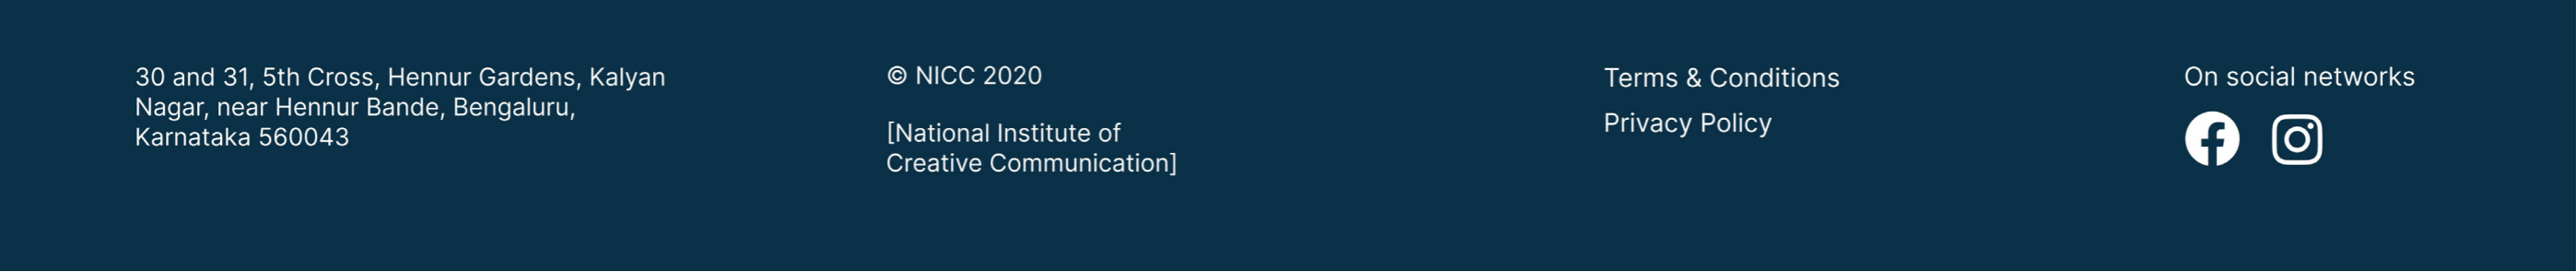 30 and 31, 5th Cross, Hennur Gardens, Kalyan
Nagar, near Hennur Bande, Bengaluru,
Karnataka 560043
© NICC 2020
[National Institute of
Creative Communication]
Terms & Conditions
Privacy Policy
On social networks